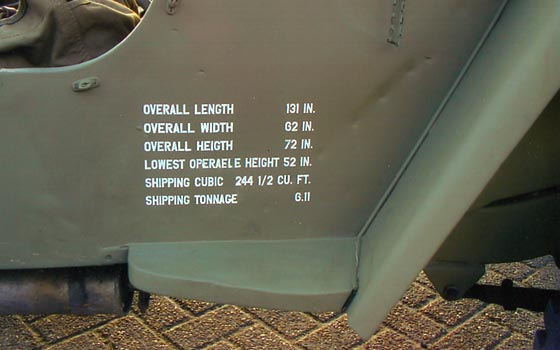 OVERALL LENGTH 131 IN.
OVERALL WIDTH 62 IN.
OVERALL HEIGTH 72 IN.
LOWEST OPERAELE HEIGHT 52 IN.
SHIPPING CUBIC 244 1/2 CU. FT.
SHIPPING TONNAGE 6.11